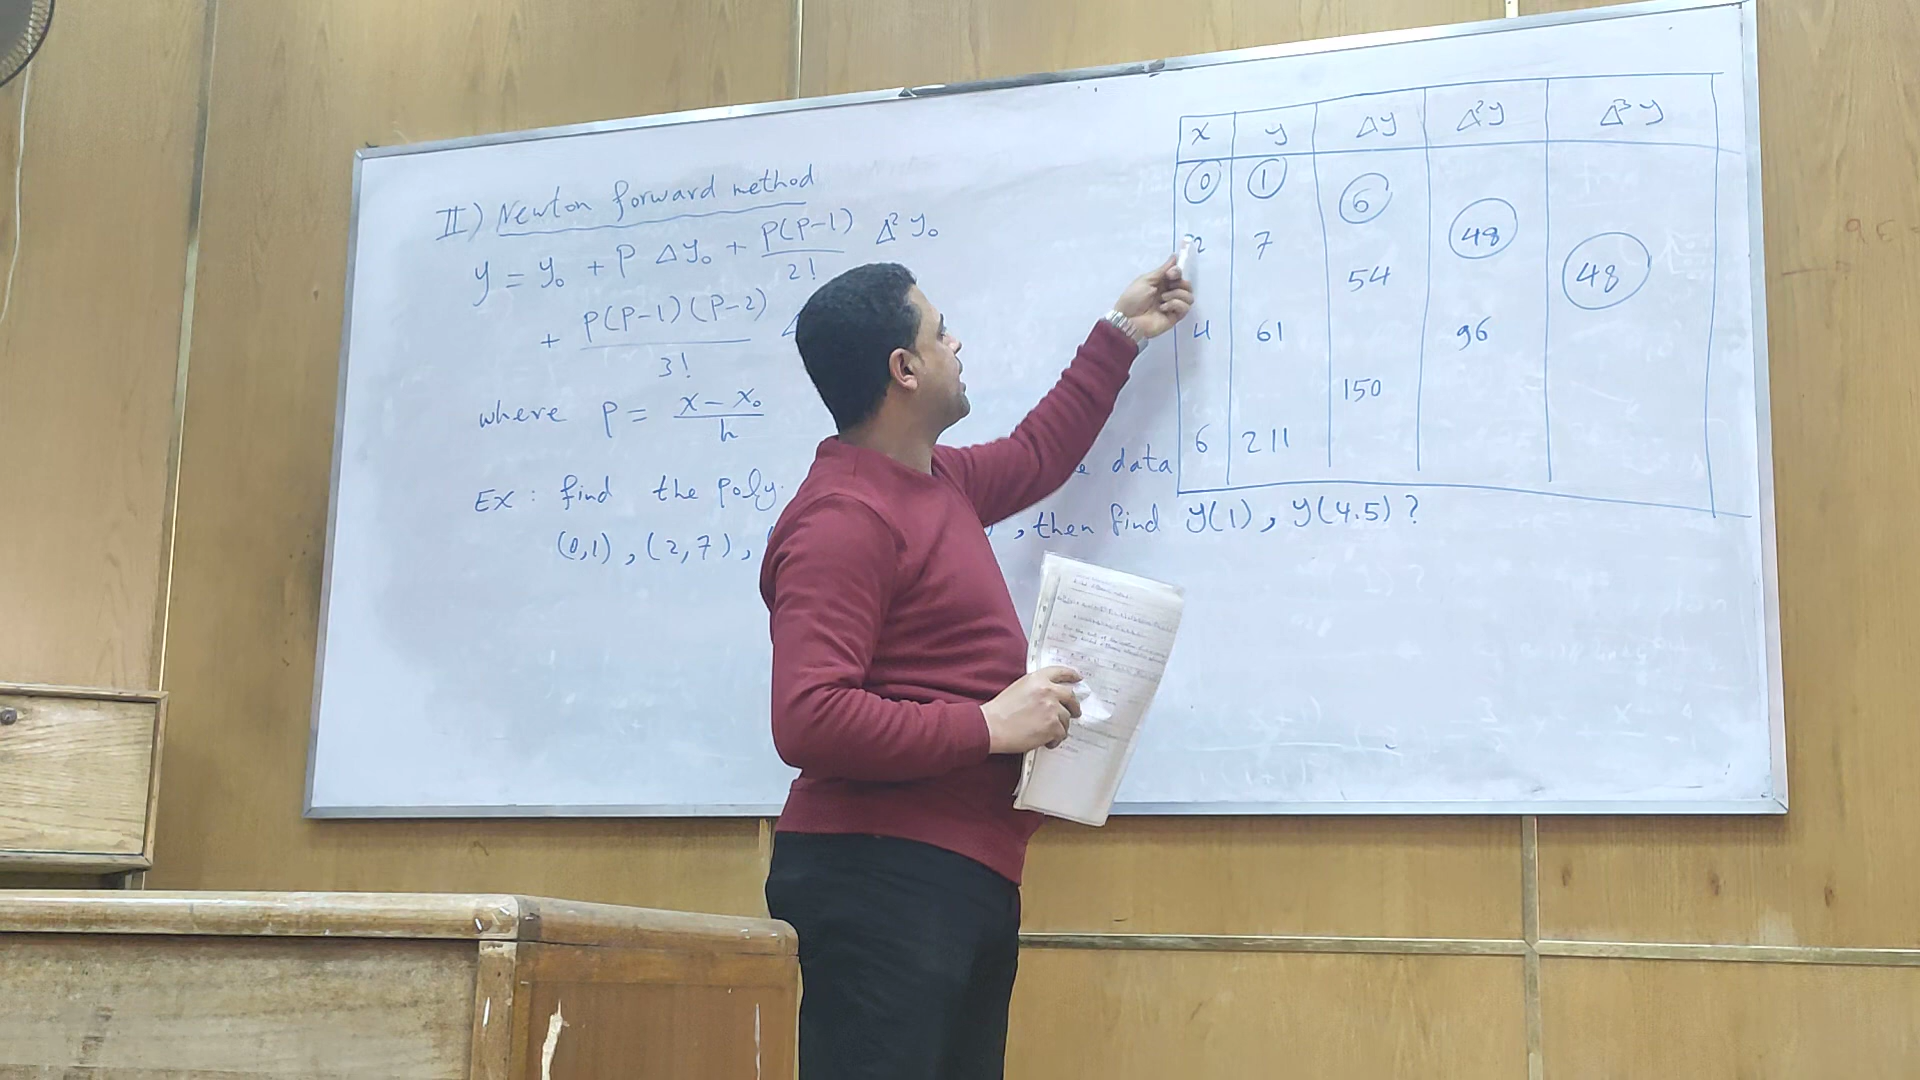 II) Newton forward method
y = y₀ + P Δy₀ + P(P-1)/2! Δ²y₀
+ P(P-1)(P-2)/3!
where P = x - x₀ / h
Ex : find the poly. data
(0,1), (2,7), , then find y(1), y(4.5) ?
x y Δy Δ²y Δ³y
0 1
6
2 7 48
54 48
4 61 96
150
6 211